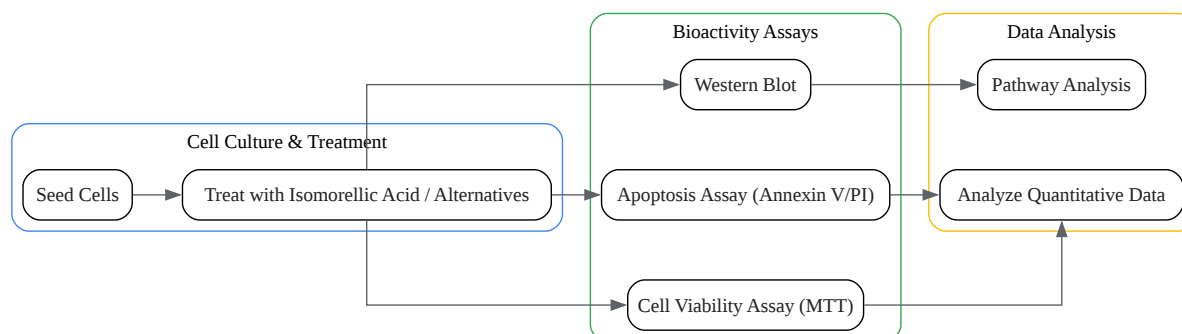 Bioactivity Assays
Data Analysis
Western Blot
Pathway Analysis
Cell Culture & Treatment
Seed Cells
Treat with Isomorellic Acid / Alternatives
Apoptosis Assay (Annexin V/PI)
Analyze Quantitative Data
Cell Viability Assay (MTT)